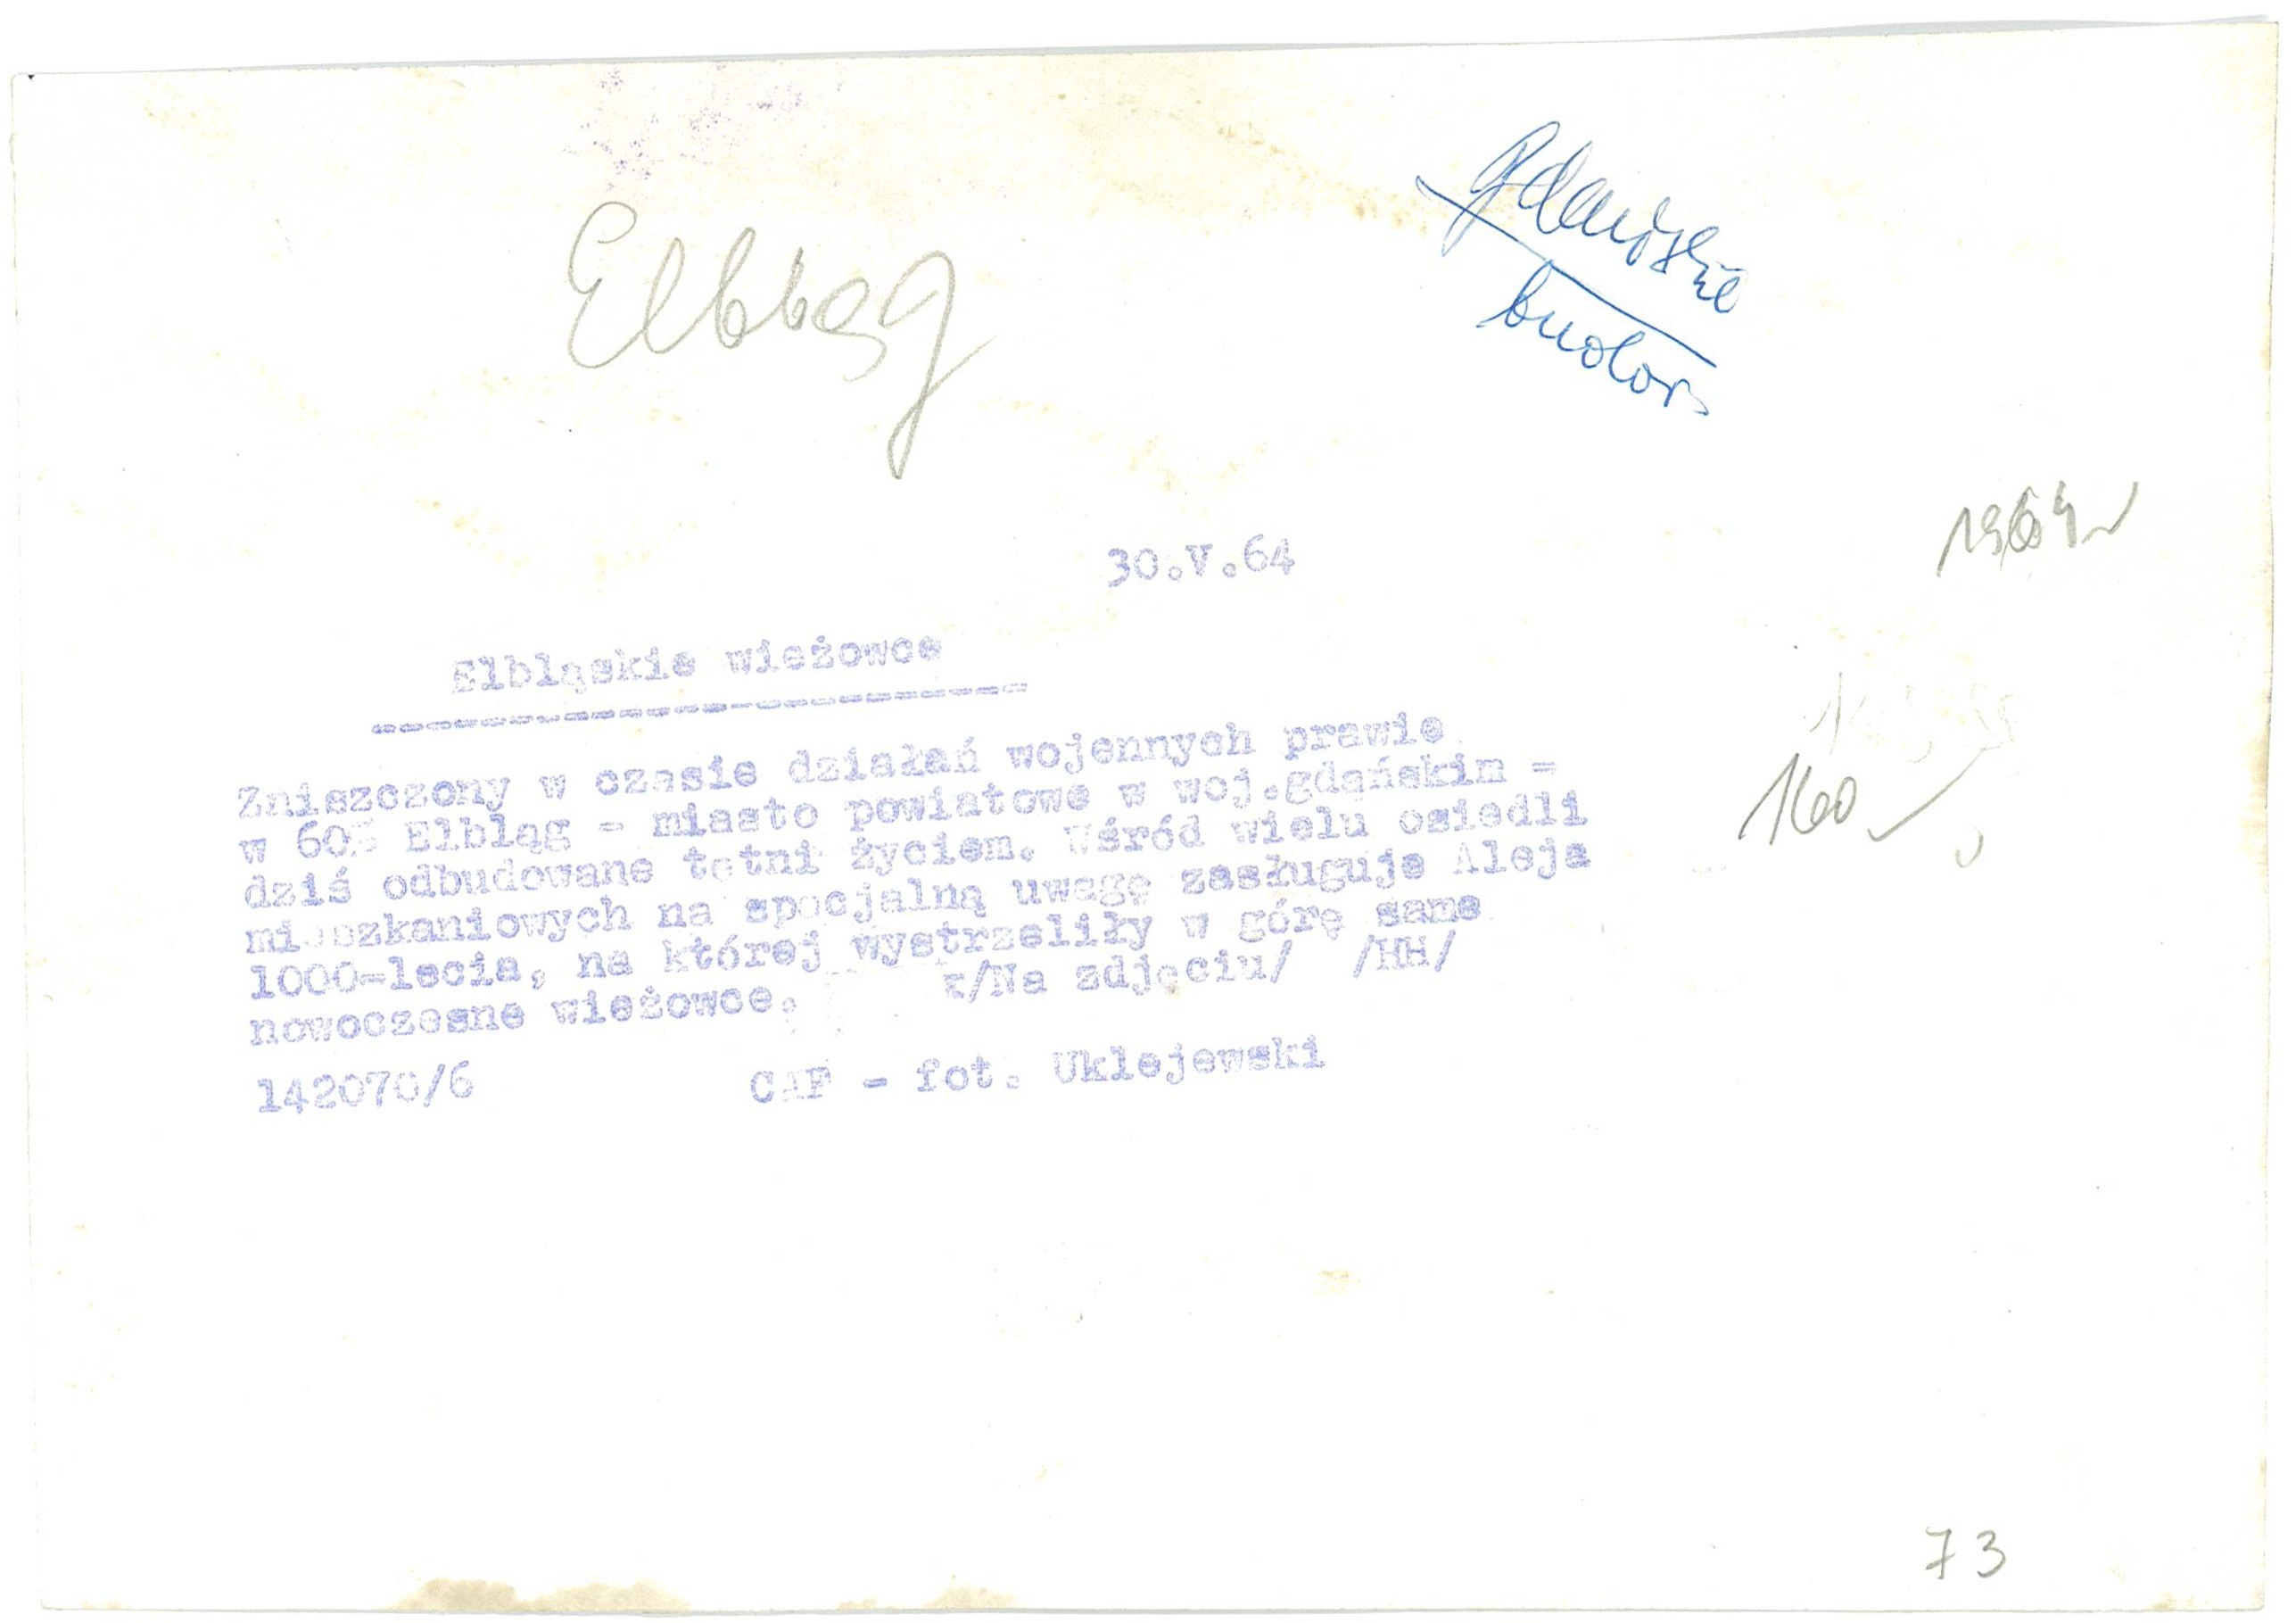 Elbląg
Gdańskie
budow
1964
30.V.64
Elbląskie wieżowce
Zniszczony w czasie działań wojennych prawie
w 60% Elbląg - miasto powiatowe w woj.gdańskim -
dziś odbudowane tętni życiem. Wśród wielu osiedli
mieszkaniowych na specjalną uwagę zasługuje Aleja
1000-lecia, na której wystrzeliły w górę same
nowoczesne wieżowce. /Na zdjęciu/ /HH/
142070/6 CAF - fot. Uklejewski
160
73